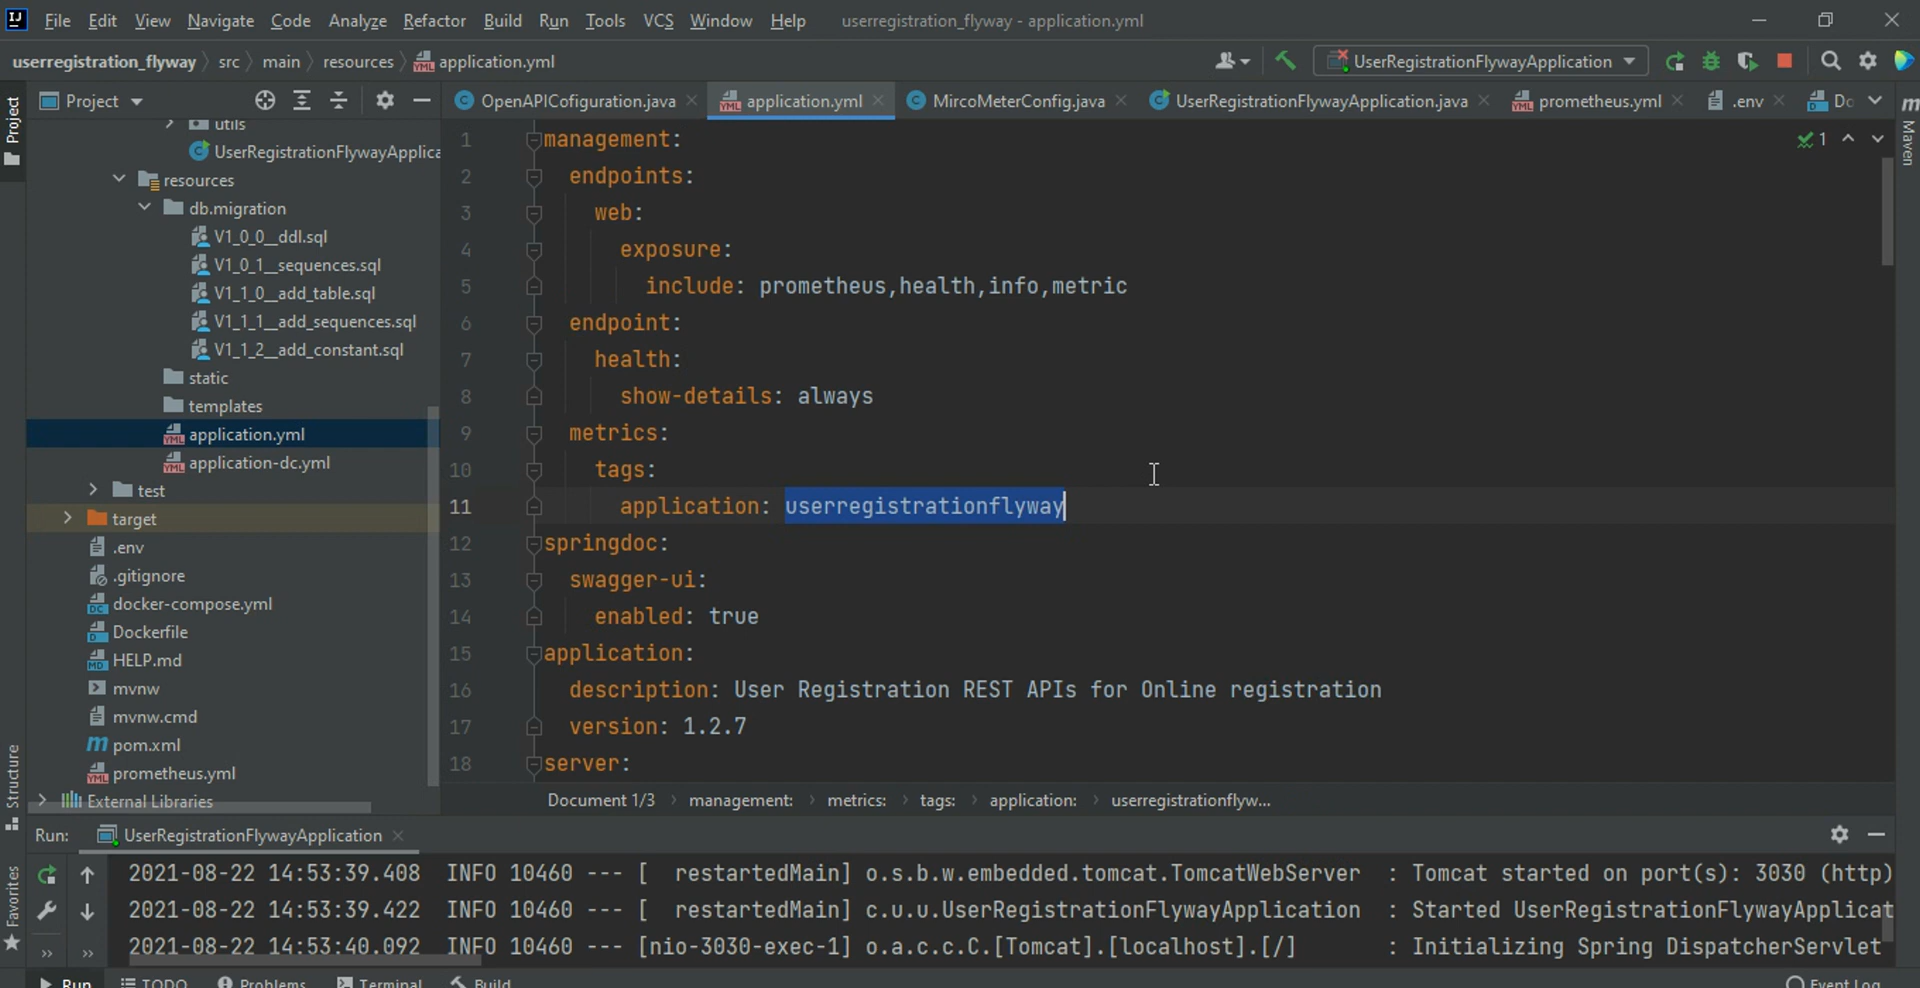 File Edit View Navigate Code Analyze Refactor Build Run Tools VCS Window Help userregistration_flyway - application.yml
userregistration_flyway src main resources application.yml UserRegistrationFlywayApplication
Project OpenAPICofiguration.java application.yml MircoMeterConfig.java UserRegistrationFlywayApplication.java prometheus.yml .env Dc
Project
Structure
Favorites
Maven
utils
UserRegistrationFlywayApplica
resources
db.migration
V1_0_0__ddl.sql
V1_0_1__sequences.sql
V1_1_0__add_table.sql
V1_1_1__add_sequences.sql
V1_1_2__add_constant.sql
static
templates
application.yml
application-dc.yml
test
target
.env
.gitignore
docker-compose.yml
Dockerfile
HELP.md
mvnw
mvnw.cmd
pom.xml
prometheus.yml
External Libraries
1 management: 1
2 endpoints:
3 web:
4 exposure:
5 include: prometheus,health,info,metric
6 endpoint:
7 health:
8 show-details: always
9 metrics:
10 tags:
11 application: userregistrationflyway
12 springdoc:
13 swagger-ui:
14 enabled: true
15 application:
16 description: User Registration REST APIs for Online registration
17 version: 1.2.7
18 server:
Document 1/3 management: metrics: tags: application: userregistrationflyw...
Run: UserRegistrationFlywayApplication
2021-08-22 14:53:39.408 INFO 10460 --- [ restartedMain] o.s.b.w.embedded.tomcat.TomcatWebServer : Tomcat started on port(s): 3030 (http)
2021-08-22 14:53:39.422 INFO 10460 --- [ restartedMain] c.u.u.UserRegistrationFlywayApplication : Started UserRegistrationFlywayApplicat
2021-08-22 14:53:40.092 INFO 10460 --- [nio-3030-exec-1] o.a.c.c.C.[Tomcat].[localhost].[/] : Initializing Spring DispatcherServlet
Run TODO Problems Terminal Build Event Log